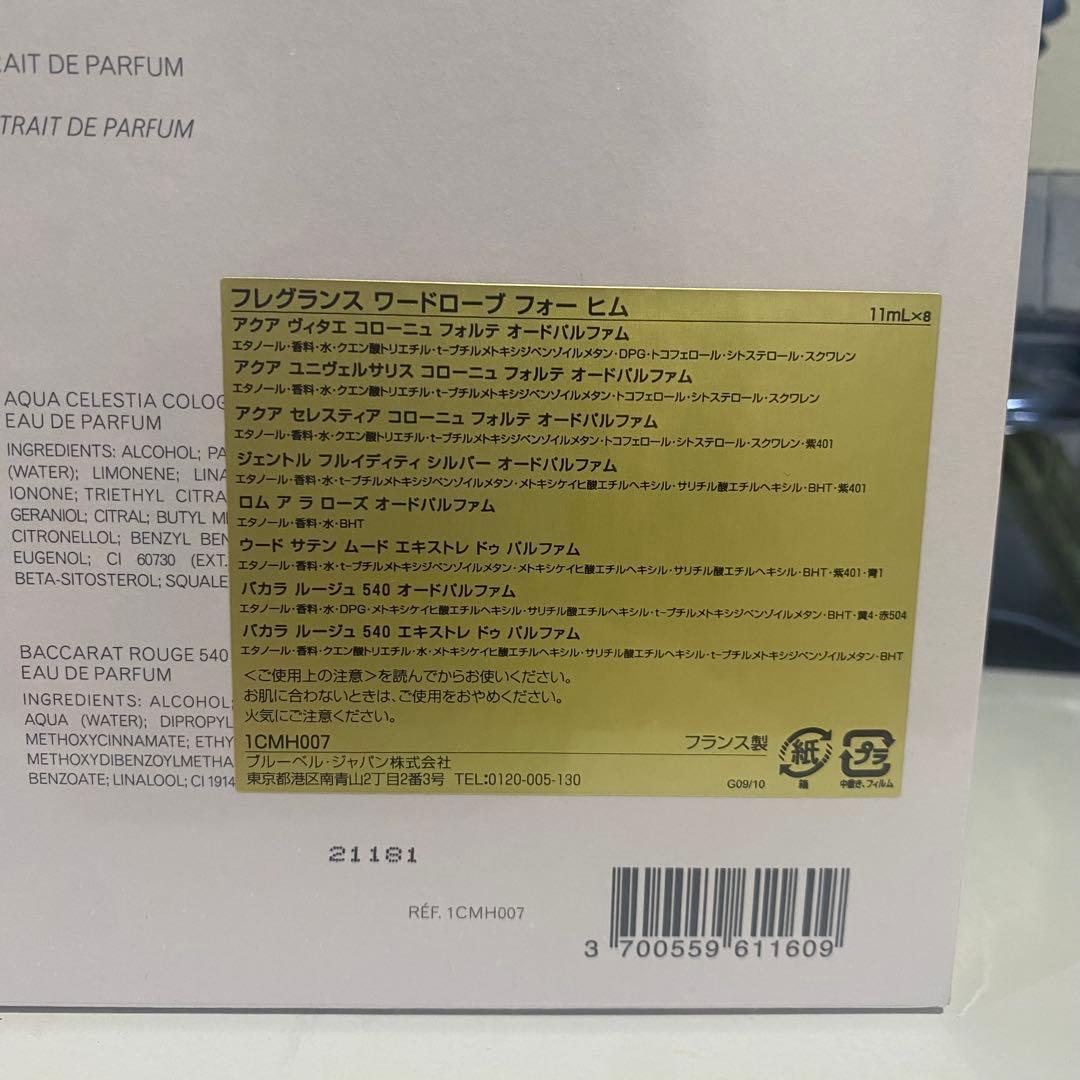 AIT DE PARFUM
TRAIT DE PARFUM
フレグランス ワードローブ フォー ヒム 11mL×8
アクア ヴィタエ コローニュ フォルテ オードパルファム
エタノール・香料・水・クエン酸トリエチル・t-ブチルメトキシジベンゾイルメタン・DPG・トコフェロール・シトステロール・スクワレン
アクア ユニヴェルサリス コローニュ フォルテ オードパルファム
エタノール・香料・水・クエン酸トリエチル・t-ブチルメトキシジベンゾイルメタン・トコフェロール・シトステロール・スクワレン
アクア セレスティア コローニュ フォルテ オードパルファム
エタノール・香料・水・クエン酸トリエチル・t-ブチルメトキシジベンゾイルメタン・トコフェロール・シトステロール・スクワレン・紫401
ジェントル フルイディティ シルバー オードパルファム
エタノール・香料・水・t-ブチルメトキシジベンゾイルメタン・メトキシケイヒ酸エチルヘキシル・サリチル酸エチルヘキシル・BHT・紫401
ロム ア ラ ローズ オードパルファム
エタノール・香料・水・BHT
ウード サテン ムード エキストレ ドゥ パルファム
エタノール・香料・水・t-ブチルメトキシジベンゾイルメタン・メトキシケイヒ酸エチルヘキシル・サリチル酸エチルヘキシル・BHT・紫401・青1
バカラ ルージュ 540 オードパルファム
エタノール・香料・水・DPG・メトキシケイヒ酸エチルヘキシル・サリチル酸エチルヘキシル・t-ブチルメトキシジベンゾイルメタン・BHT・黄4・赤504
バカラ ルージュ 540 エキストレ ドゥ パルファム
エタノール・香料・クエン酸トリエチル・水・メトキシケイヒ酸エチルヘキシル・サリチル酸エチルヘキシル・t-ブチルメトキシジベンゾイルメタン・BHT
<ご使用上の注意>を読んでからお使いください。
お肌に合わないときは、ご使用をおやめください。
火気にご注意ください。
1CMH007 フランス製
ブルーベル・ジャパン株式会社
東京都港区南青山2丁目2番3号 TEL:0120-005-130
G09/10
紙
箱
プラ
中敷き、フィルム
AQUA CELESTIA COLOG
EAU DE PARFUM
INGREDIENTS: ALCOHOL; PA
(WATER); LIMONENE; LINA
IONONE; TRIETHYL CITRA
GERANIOL; CITRAL; BUTYL M
CITRONELLOL; BENZYL BEN
EUGENOL; CI 60730 (EXT.
BETA-SITOSTEROL; SQUALE
BACCARAT ROUGE 540
EAU DE PARFUM
INGREDIENTS: ALCOHOL;
AQUA (WATER); DIPROPYL
METHOXYCINNAMATE; ETHY
METHOXYDIBENZOYLMETHA
BENZOATE; LINALOOL; CI 1914
21181
RÉF. 1CMH007
3 700559 611609